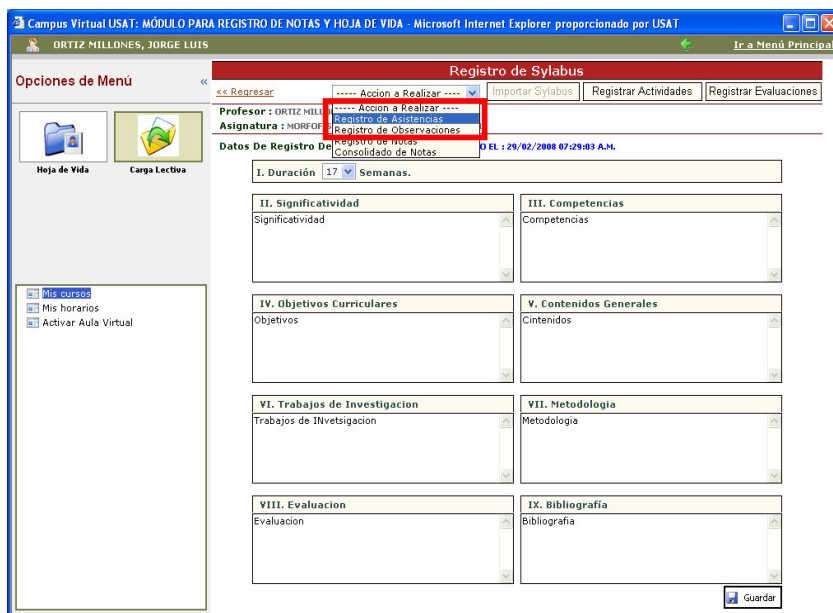 Campus Virtual USAT: MÓDULO PARA REGISTRO DE NOTAS Y HOJA DE VIDA - Microsoft Internet Explorer proporcionado por USAT
ORTIZ MILLONES, JORGE LUIS
Ir a Menú Principal
Opciones de Menú «
Hoja de Vida
Carga Lectiva
Mis cursos
Mis horarios
Activar Aula Virtual
Registro de Sylabus
«« Regresar
----- Accion a Realizar ----
Importar Sylabus
Registrar Actividades
Registrar Evaluaciones
Profesor : ORTIZ
----- Accion a Realizar ----
Registro de Asistencias
Asignatura :
Registro de Observaciones
Registro de Notas
Datos De Registro De
O EL : 29/02/2008 07:29:03 A.M.
Consolidado de Notas
I. Duración 17 Semanas.
II. Significatividad
III. Competencias
Significatividad
Competencias
IV. Objetivos Curriculares
V. Contenidos Generales
Objetivos
Cintenidos
VI. Trabajos de Investigacion
VII. Metodologia
Trabajos de INvetsigacion
Metodologia
VIII. Evaluacion
IX. Bibliografía
Evaluacion
Bibliografia
Guardar